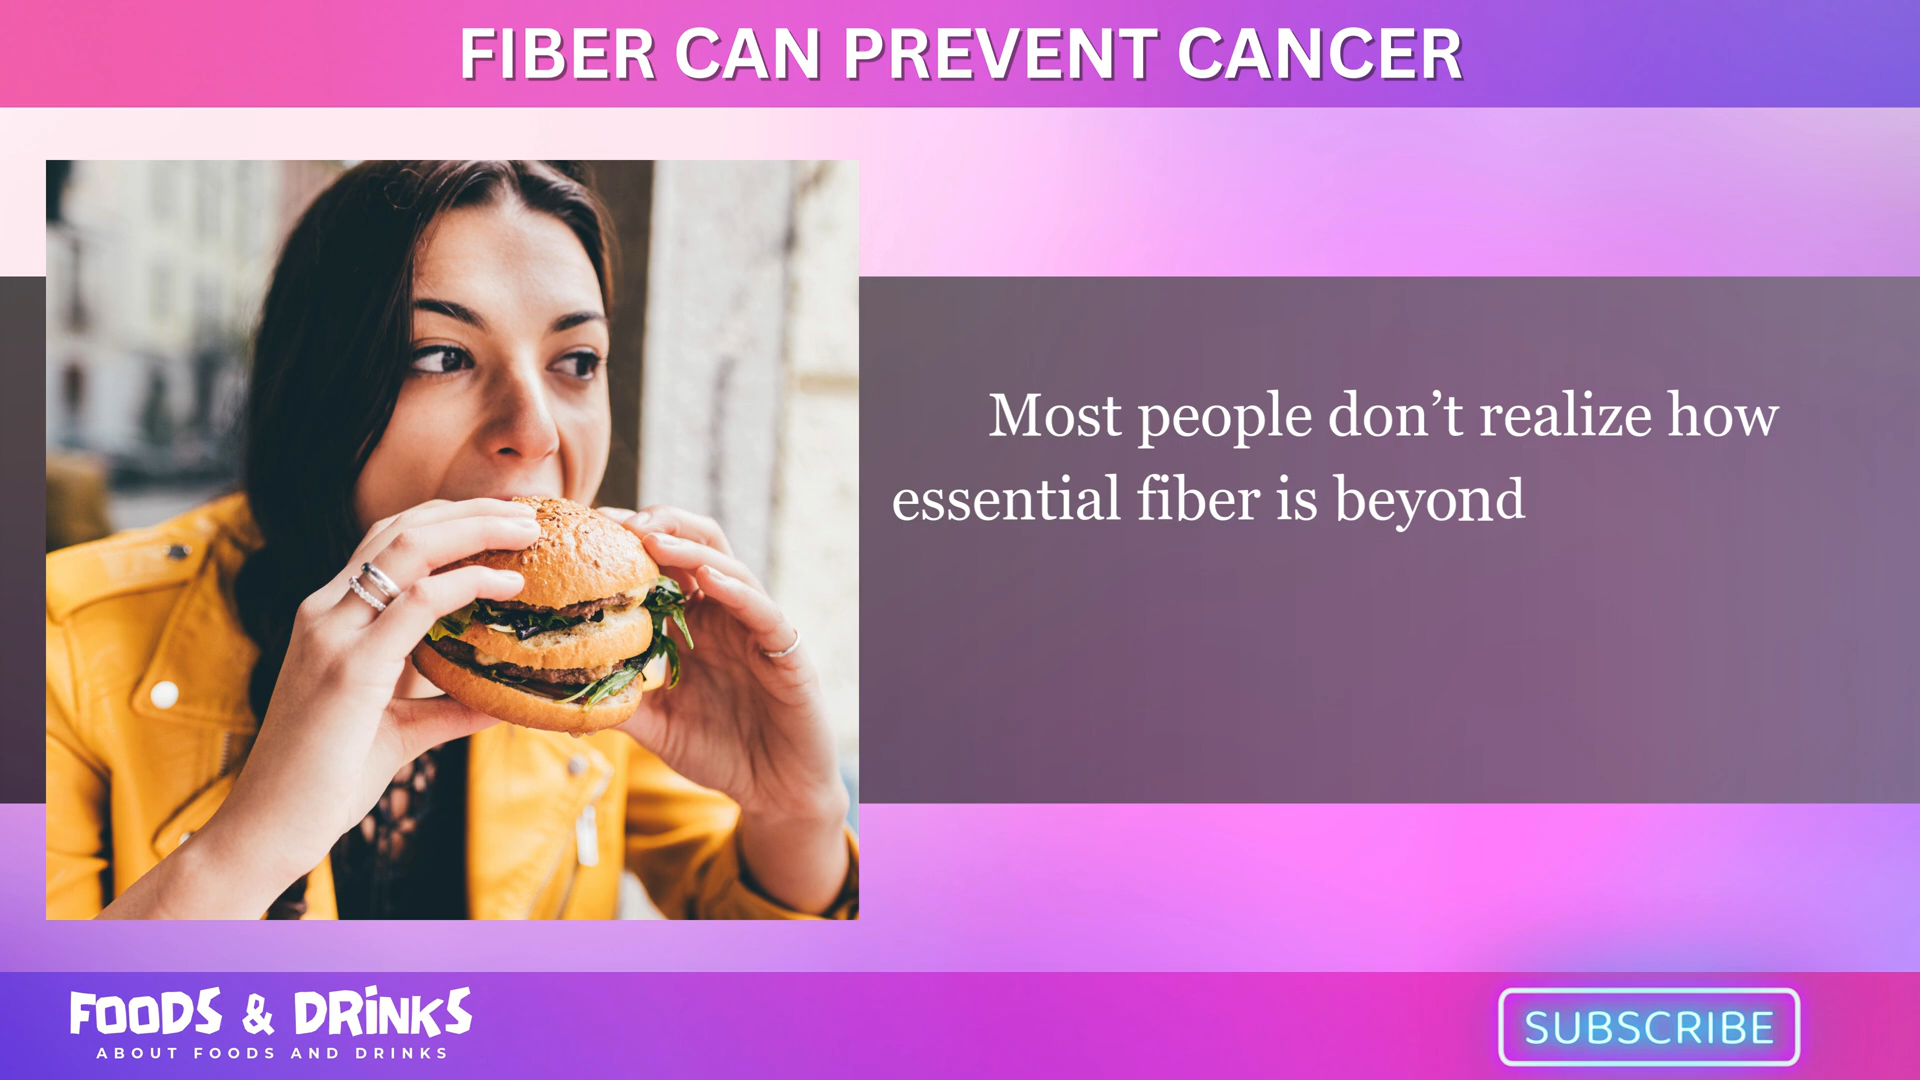 FIBER CAN PREVENT CANCER
Most people don’t realize how
essential fiber is beyond
FOODS & DRiNKS
ABOUT FOODS AND DRINKS
SUBSCRIBE